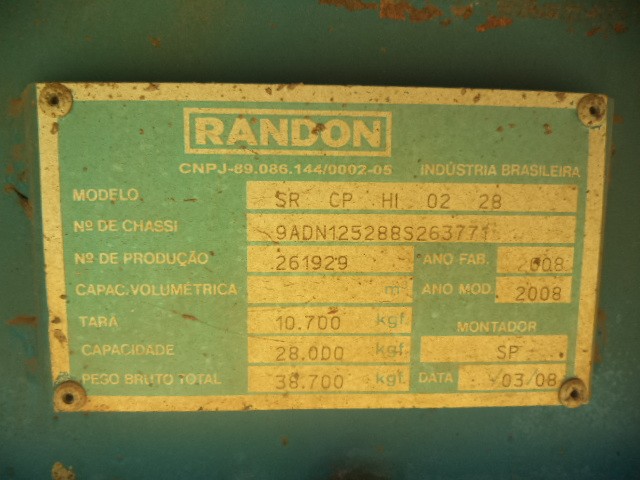 RANDON
CNPJ-89.086.144/0002-05 INDÚSTRIA BRASILEIRA
MODELO SR CP HI 02 28
Nº DE CHASSI 9ADN125288S263771
Nº DE PRODUÇÃO 261929 ANO FAB. 2008
CAPAC. VOLUMÉTRICA m³ ANO MOD. 2008
TARA 10.700 kgf. MONTADOR
CAPACIDADE 28.000 kgf. SP
PESO BRUTO TOTAL 38.700 kgf. DATA 03/08